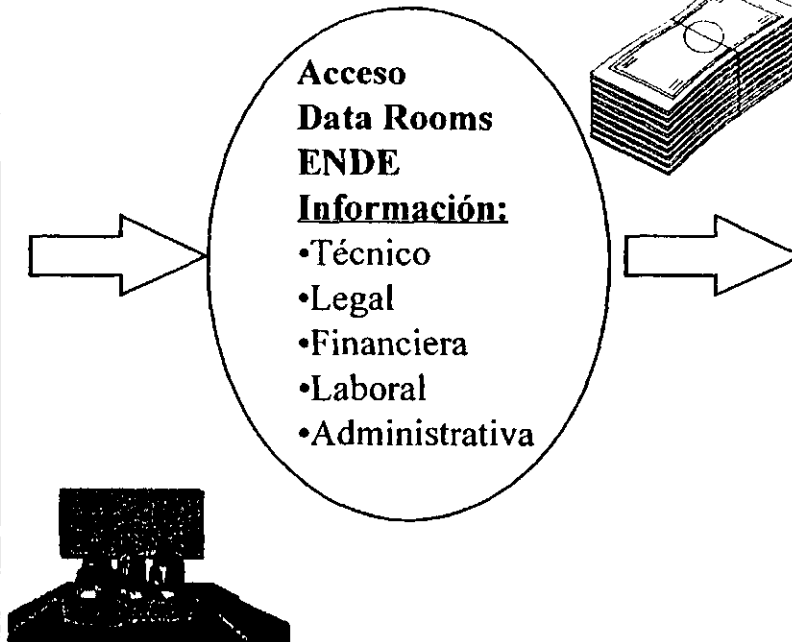 Acceso
Data Rooms
ENDE
Información:
•Técnico
•Legal
•Financiera
•Laboral
•Administrativa